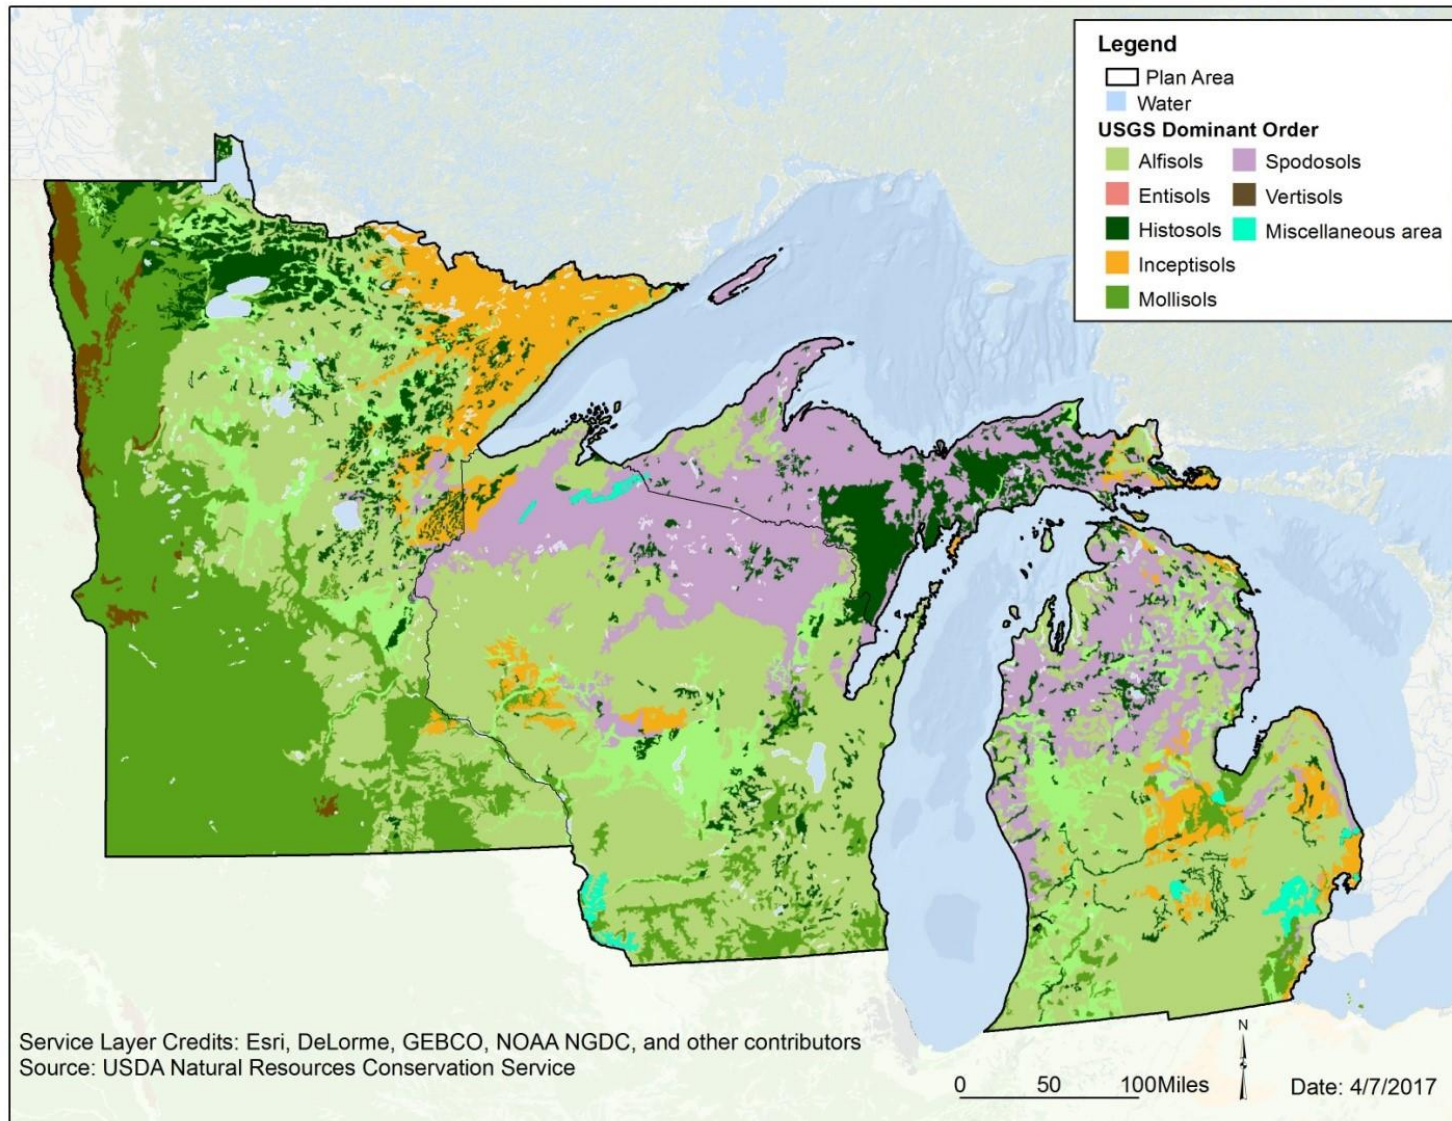 Legend
Plan Area
Water
USGS Dominant Order
Alfisols
Spodosols
Entisols
Vertisols
Histosols
Miscellaneous area
Inceptisols
Mollisols
Service Layer Credits: Esri, DeLorme, GEBCO, NOAA NGDC, and other contributors
Source: USDA Natural Resources Conservation Service
N
0 50 100Miles
Date: 4/7/2017